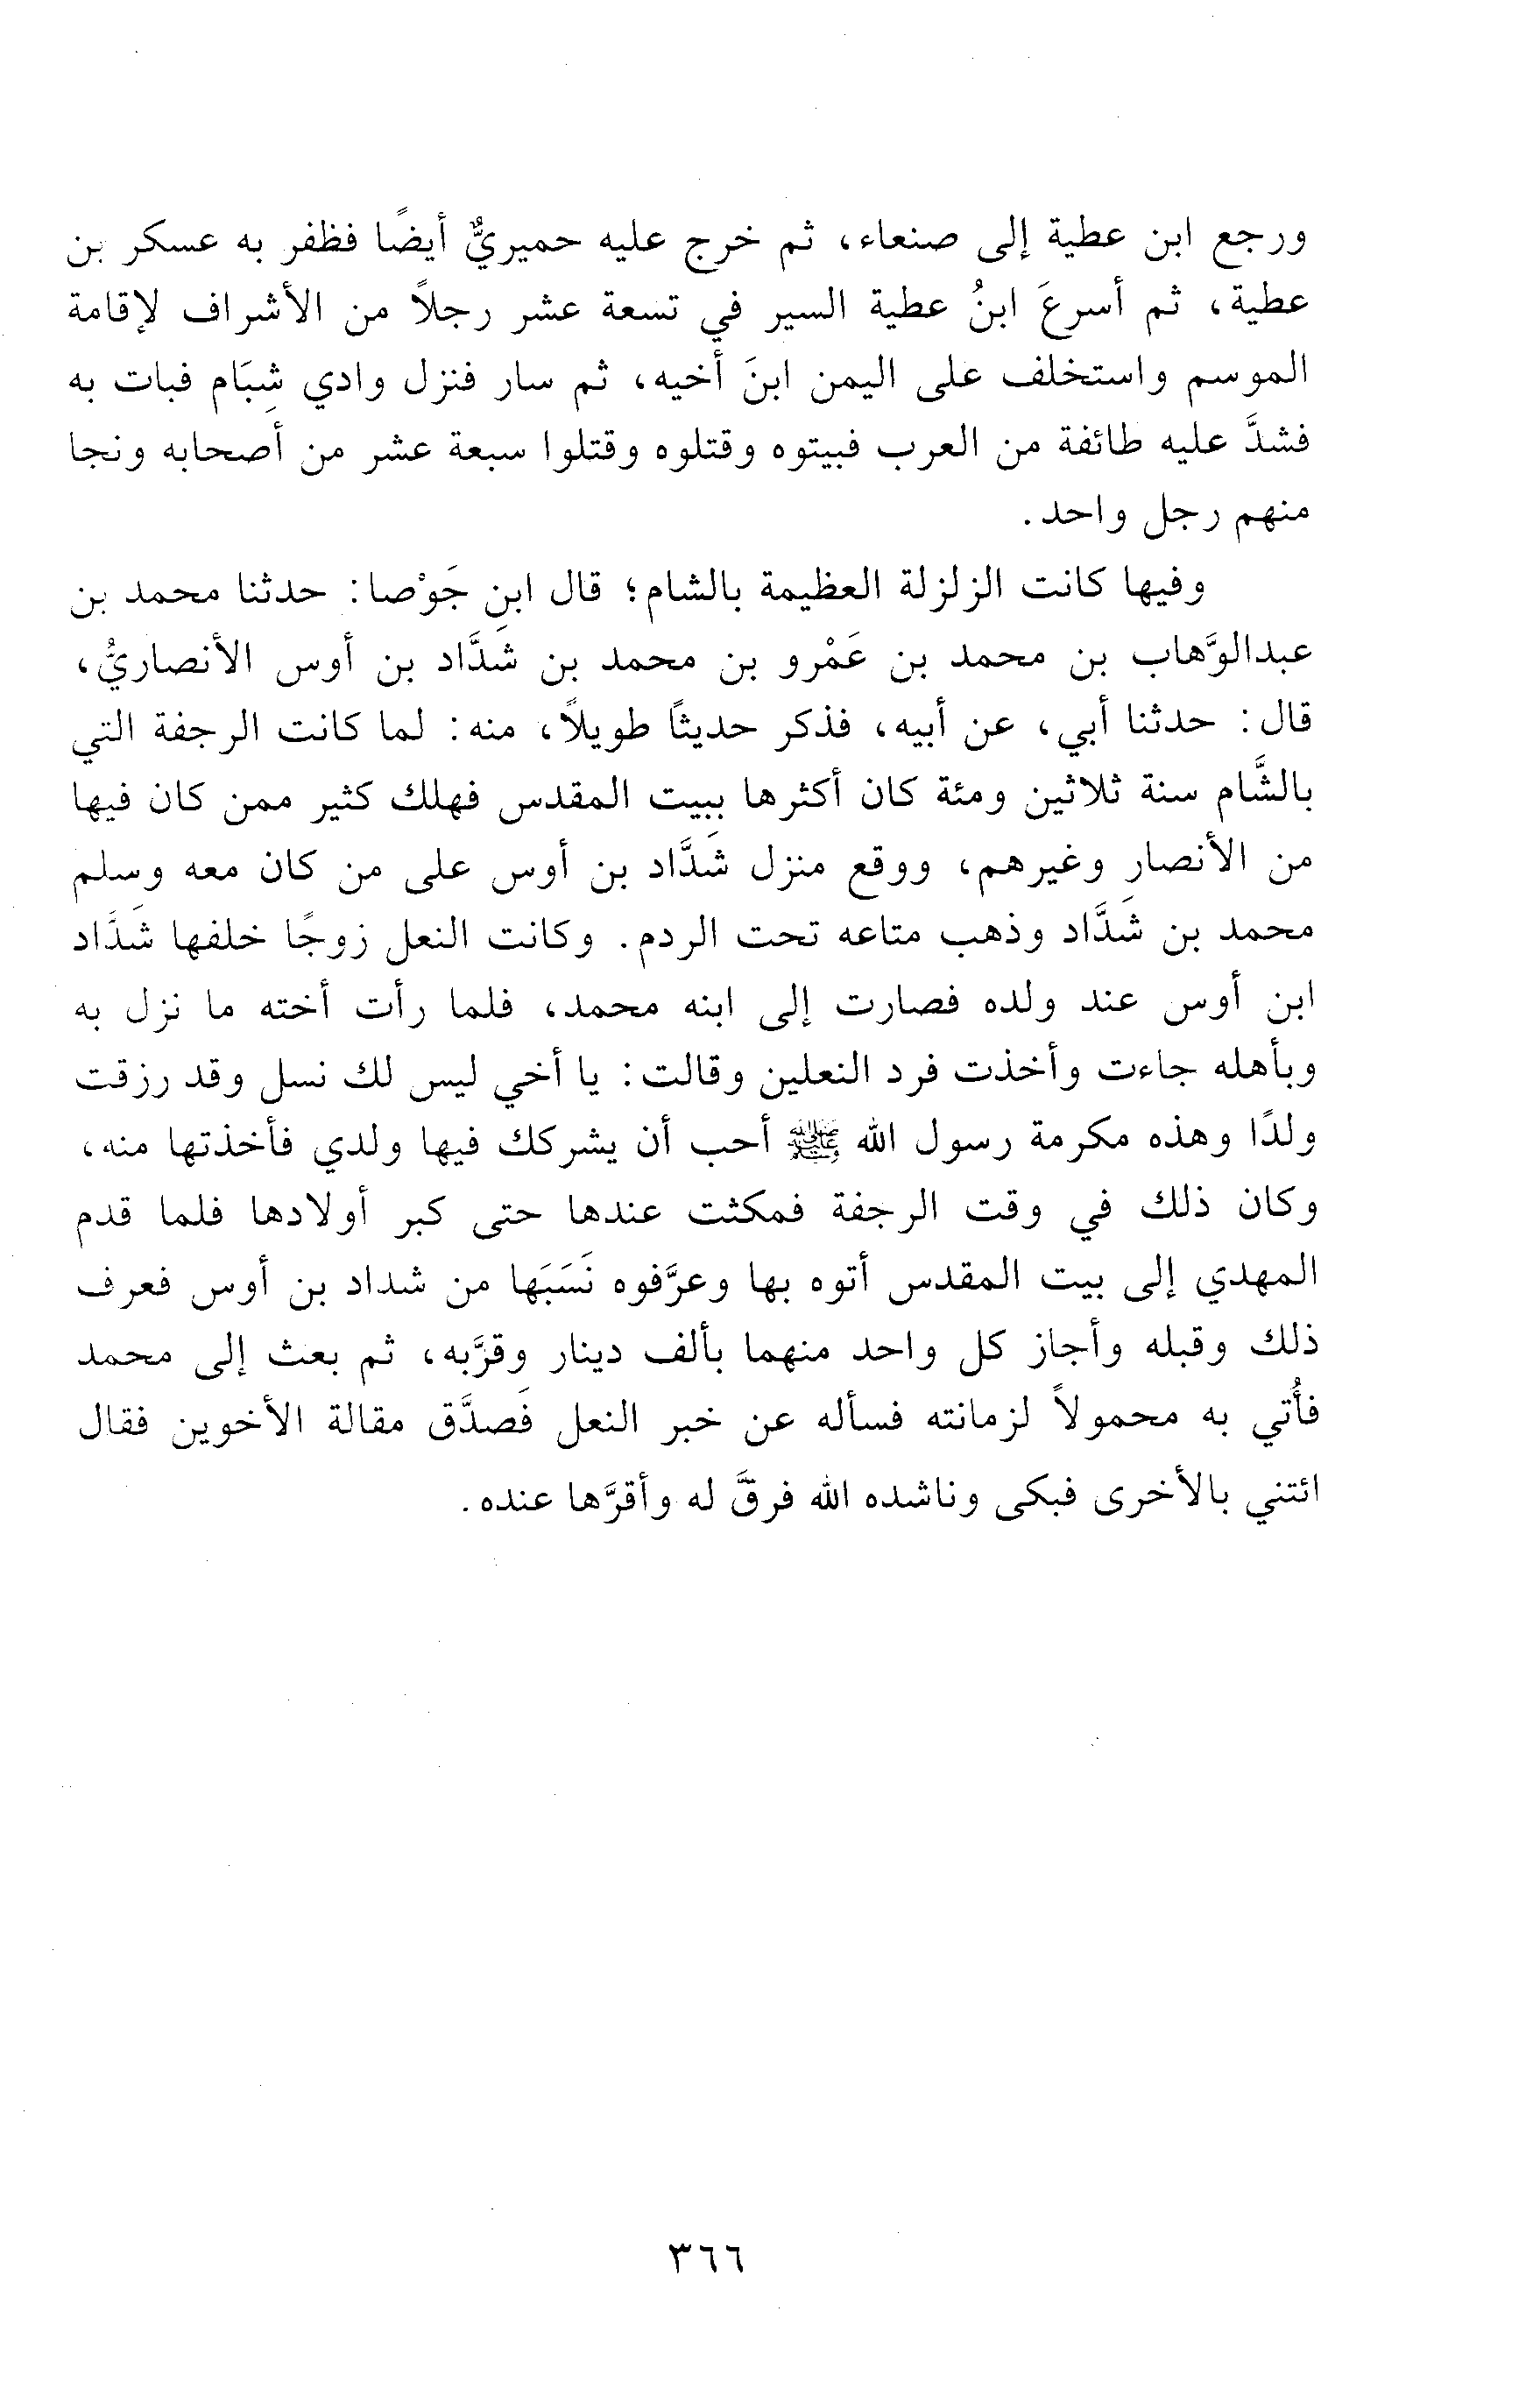 ورجع ابن عطية إلى صنعاء، ثم خرج عليه حميريٌّ أيضًا فظفر به عسكر بن
عطية، ثم أسرعَ ابنُ عطية السير في تسعة عشر رجلاً من الأشراف لإقامة
الموسم واستخلف على اليمن ابنَ أخيه، ثم سار فنزل وادي شِبَام فبات به
فشدَّ عليه طائفة من العرب فبيتوه وقتلوه وقتلوا سبعة عشر من أصحابه ونجا
منهم رجل واحد.
وفيها كانت الزلزلة العظيمة بالشام؛ قال ابن جَوْصا: حدثنا محمد بن
عبدالوَّهاب بن محمد بن عَمْرو بن محمد بن شَدَّاد بن أوس الأنصاريُّ،
قال: حدثنا أبي، عن أبيه، فذكر حديثًا طويلاً، منه: لما كانت الرجفة التي
بالشَّام سنة ثلاثين ومئة كان أكثرها ببيت المقدس فهلك كثير ممن كان فيها
من الأنصار وغيرهم، ووقع منزل شَدَّاد بن أوس على من كان معه وسلم
محمد بن شَدَّاد وذهب متاعه تحت الردم. وكانت النعل زوجًا خلفها شَدَّاد
ابن أوس عند ولده فصارت إلى ابنه محمد، فلما رأت أخته ما نزل به
وبأهله جاءت وأخذت فرد النعلين وقالت: يا أخي ليس لك نسل وقد رزقت
ولدًا وهذه مكرمة رسول الله ﷺ أحب أن يشركك فيها ولدي فأخذتها منه،
وكان ذلك في وقت الرجفة فمكثت عندها حتى كبر أولادها فلما قدم
المهدي إلى بيت المقدس أتوه بها وعرَّفوه نَسَبَها من شداد بن أوس فعرف
ذلك وقبله وأجاز كل واحد منهما بألف دينار وقرَّبه، ثم بعث إلى محمد
فأُتي به محمولاً لزمانته فسأله عن خبر النعل فَصدَّق مقالة الأخوين فقال
ائتني بالأخرى فبكى وناشده الله فرقَّ له وأقرَّها عنده.
٣٦٦